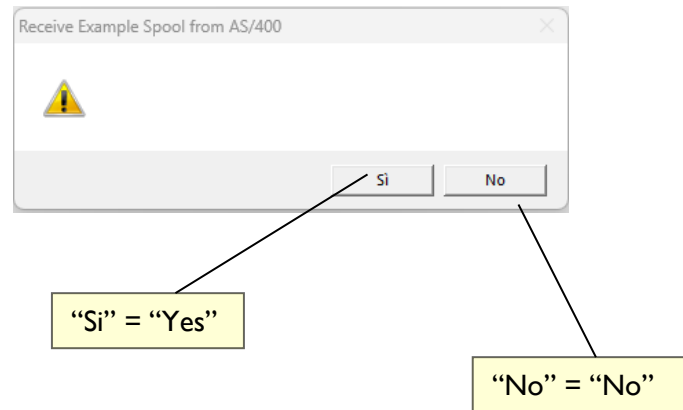 Receive Example Spool from AS/400
Sì No
“Si” = “Yes”
“No” = “No”